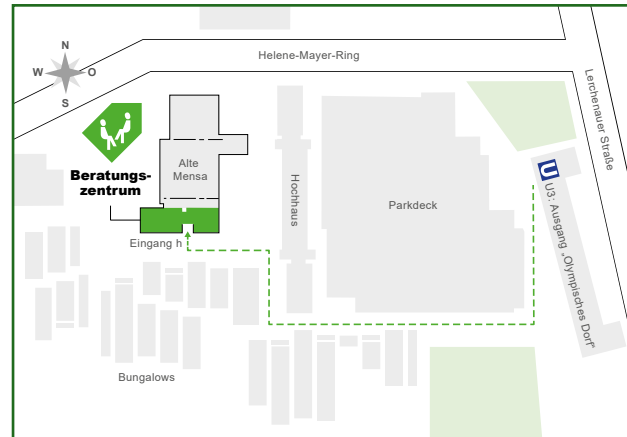 N
W O
S
Helene-Mayer-Ring
Lerchenauer Straße
Beratungs-
zentrum
Alte
Mensa
Hochhaus
Parkdeck
U
U3: Ausgang „Olympisches Dorf“
Eingang h
Bungalows